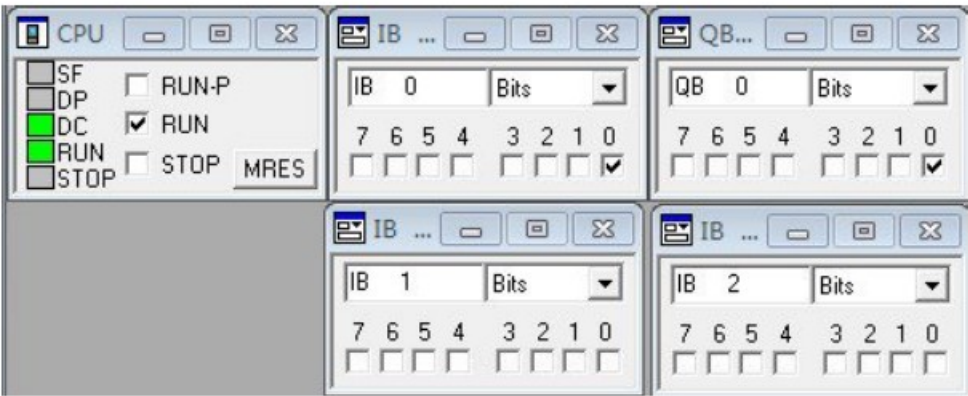 CPU
SF
DP
DC
RUN
STOP
RUN-P
RUN
STOP
MRES
IB ...
IB 0 Bits
7 6 5 4 3 2 1 0
QB...
QB 0 Bits
7 6 5 4 3 2 1 0
IB ...
IB 1 Bits
7 6 5 4 3 2 1 0
IB ...
IB 2 Bits
7 6 5 4 3 2 1 0